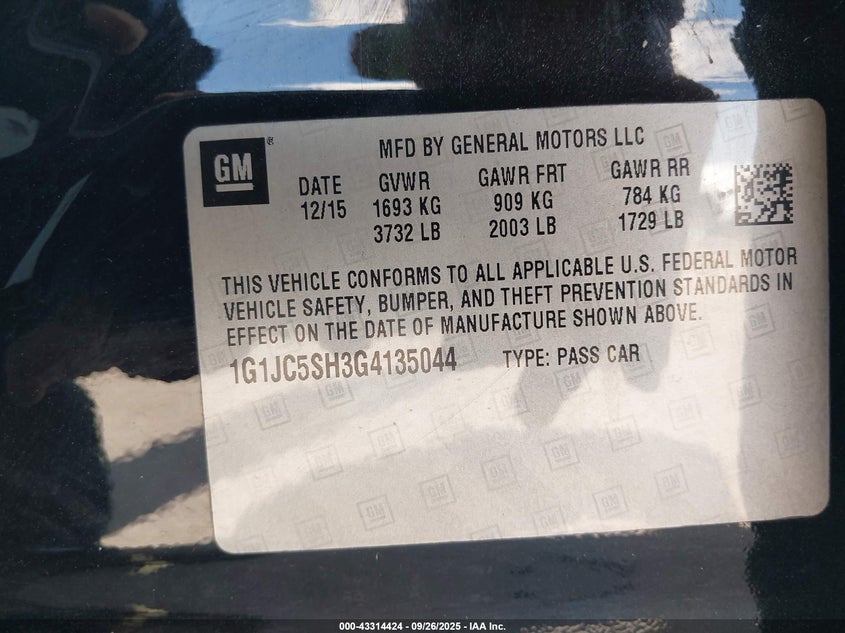 GM ®
MFD BY GENERAL MOTORS LLC
DATE GVWR GAWR FRT GAWR RR
12/15 1693 KG 909 KG 784 KG
3732 LB 2003 LB 1729 LB
THIS VEHICLE CONFORMS TO ALL APPLICABLE U.S. FEDERAL MOTOR
VEHICLE SAFETY, BUMPER, AND THEFT PREVENTION STANDARDS IN
EFFECT ON THE DATE OF MANUFACTURE SHOWN ABOVE.
1G1JC5SH3G4135044 TYPE: PASS CAR
000-43314424 - 09/26/2025 - IAA Inc.